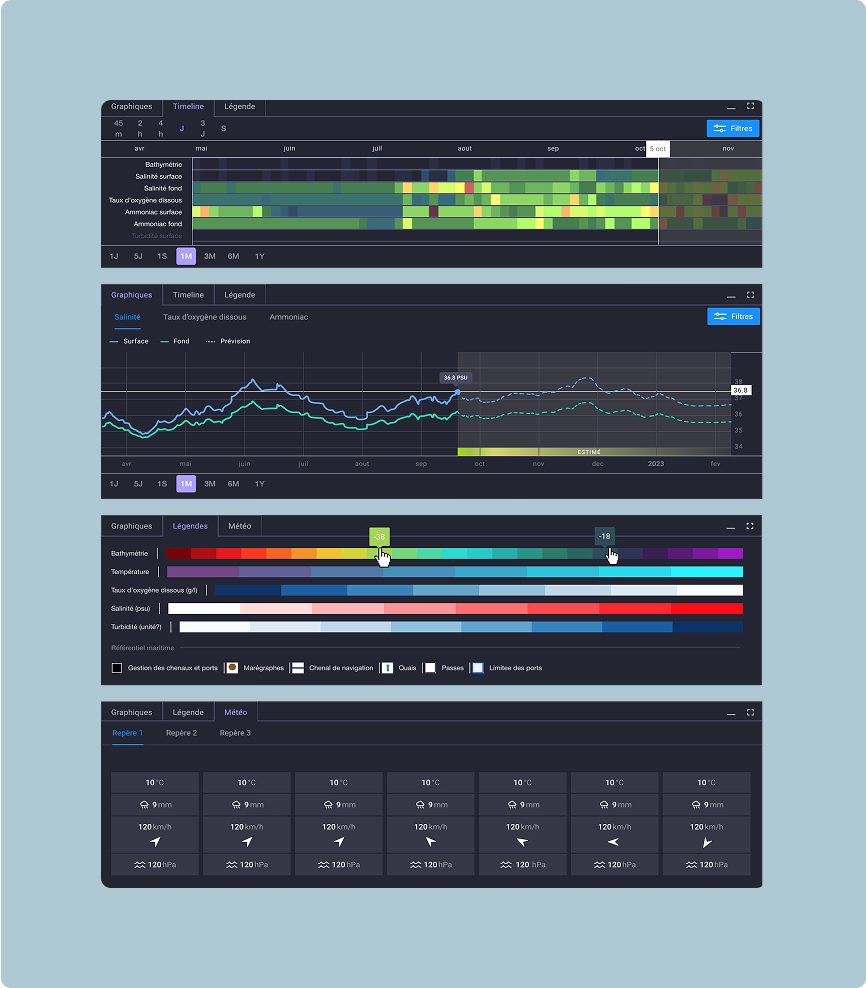 Graphiques Timeline Légende
45 2 4 J 3 S
m h h J
Filtres
avr mai juin juil aout sep oct 5 oct nov
Bathymétrie
Salinité surface
Salinité fond
Taux d'oxygène dissous
Ammoniac surface
Ammoniac fond
Turbidité surface
1J 5J 1S 1M 3M 6M 1Y
Graphiques Timeline Légende
Salinité Taux d'oxygène dissous Ammoniac
Filtres
Surface Fond Prévision
36.8 PSU
38
36,8
37
36
35
34
ESTIMÉ
avr mai juin juil aout sep oct nov dec 2023 fev
1J 5J 1S 1M 3M 6M 1Y
Graphiques Légendes Météo
-38 -18
Bathymétrie
Température
Taux d'oxygène dissous (g/l)
Salinité (psu)
Turbidité (unité?)
Référentiel maritime
Gestion des chenaux et ports Marégraphes Chenal de navigation Quais Passes Limitee des ports
Graphiques Légende Météo
Repère 1 Repère 2 Repère 3
10 °C 10 °C 10 °C 10 °C 10 °C 10 °C 10 °C
9 mm 9 mm 9 mm 9 mm 9 mm 9 mm 9 mm
120 km/h 120 km/h 120 km/h 120 km/h 120 km/h 120 km/h 120 km/h
120 hPa 120 hPa 120 hPa 120 hPa 120 hPa 120 hPa 120 hPa